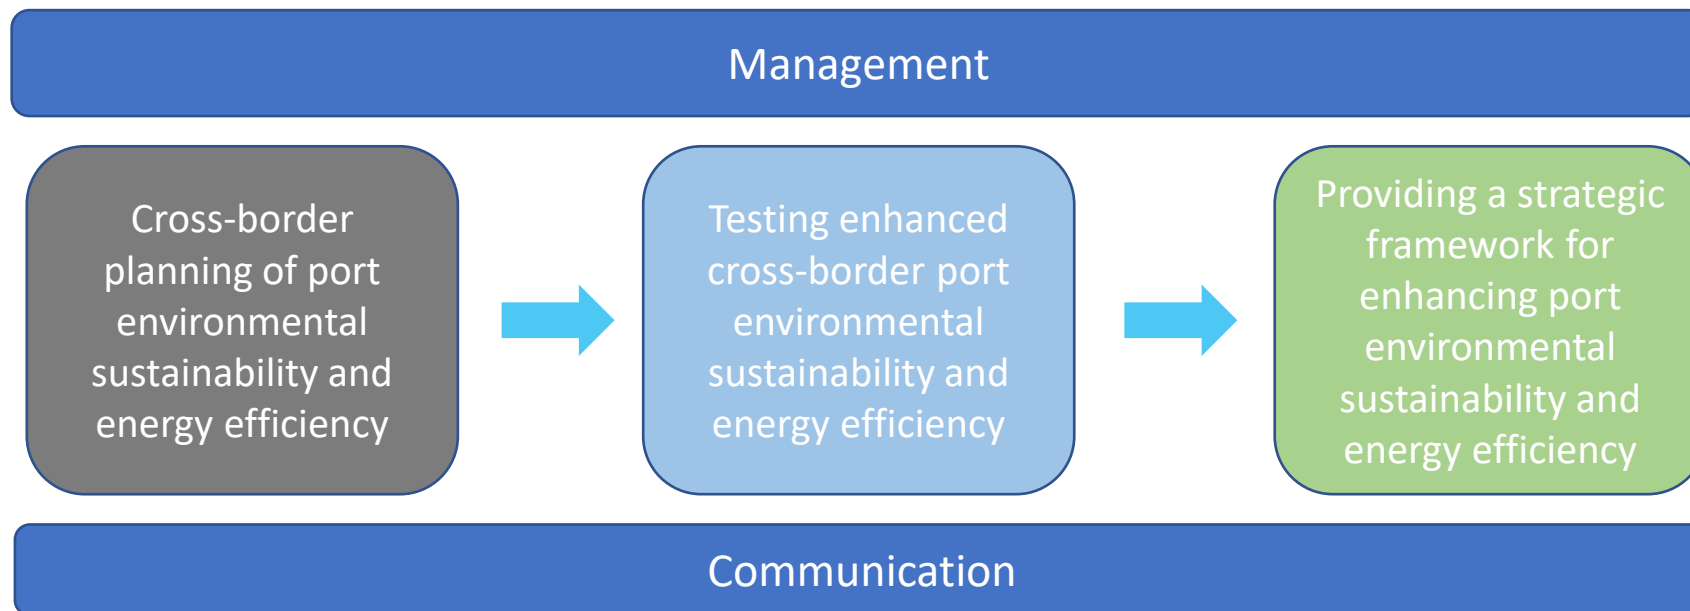 Management
Cross-border
planning of port
environmental
sustainability and
energy efficiency
Testing enhanced
cross-border port
environmental
sustainability and
energy efficiency
Providing a strategic
framework for
enhancing port
environmental
sustainability and
energy efficiency
Communication